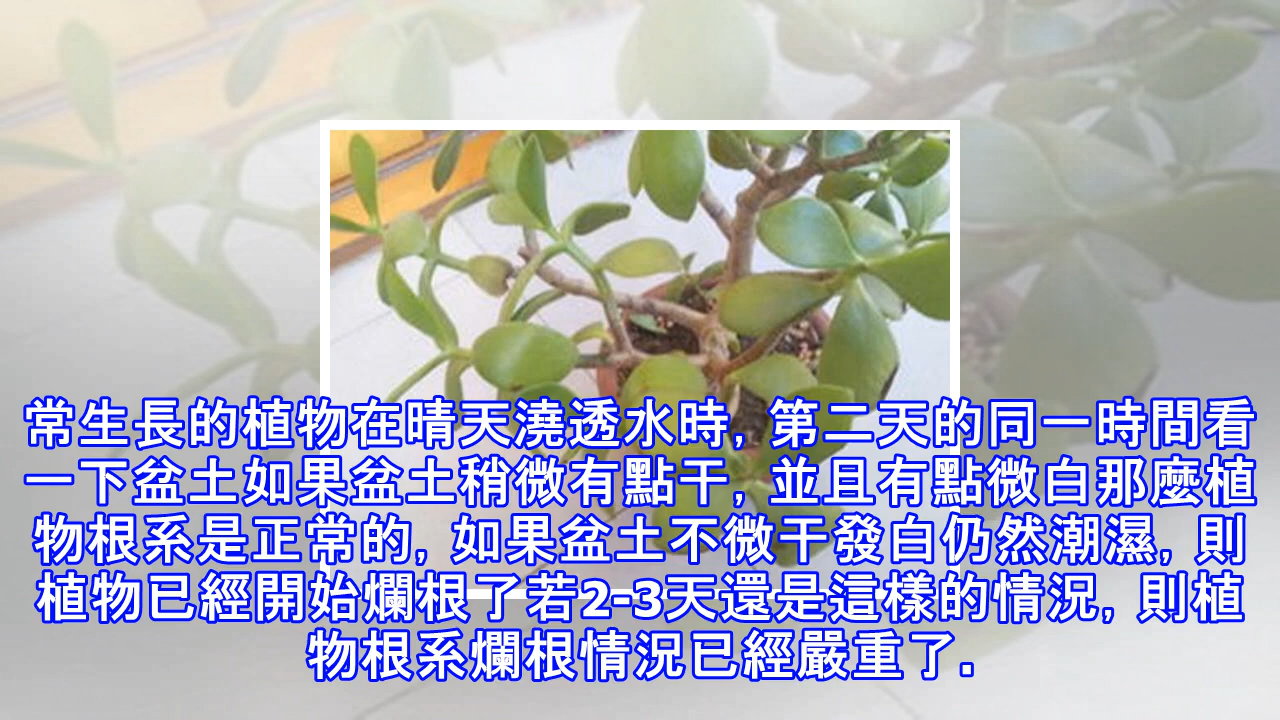 常生長的植物在晴天澆透水時, 第二天的同一時間看
一下盆土如果盆土稍微有點干, 並且有點微白那麼植
物根系是正常的, 如果盆土不微干發白仍然潮濕, 則
植物已經開始爛根了若2-3天還是這樣的情況, 則植
物根系爛根情況已經嚴重了.